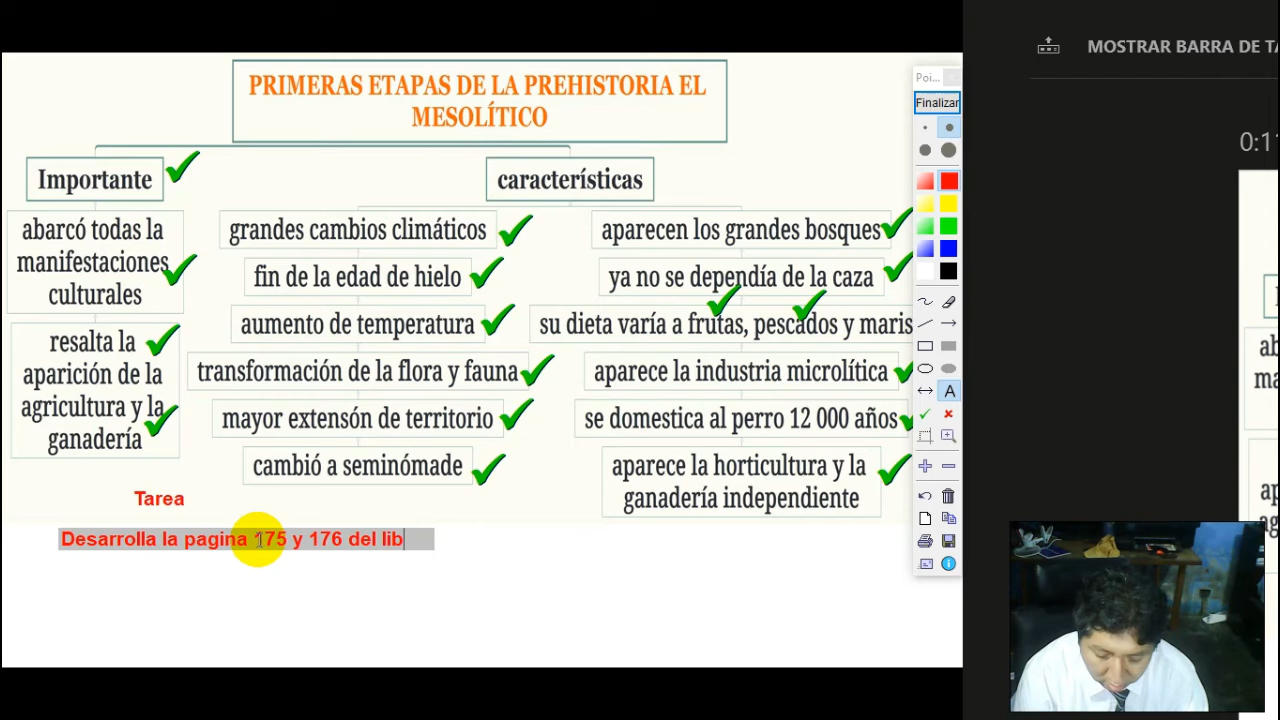 PRIMERAS ETAPAS DE LA PREHISTORIA EL
MESOLÍTICO
Importante
abarcó todas la
manifestaciones
culturales
resalta la
aparición de la
agricultura y la
ganadería
características
grandes cambios climáticos
fin de la edad de hielo
aumento de temperatura
transformación de la flora y fauna
mayor extensón de territorio
cambió a seminómade
aparecen los grandes bosques
ya no se dependía de la caza
su dieta varía a frutas, pescados y maris
aparece la industria microlítica
se domestica al perro 12 000 años
aparece la horticultura y la
ganadería independiente
Tarea
Desarrolla la pagina 175 y 176 del lib
Poi...
Finalizar
A
MOSTRAR BARRA DE TA